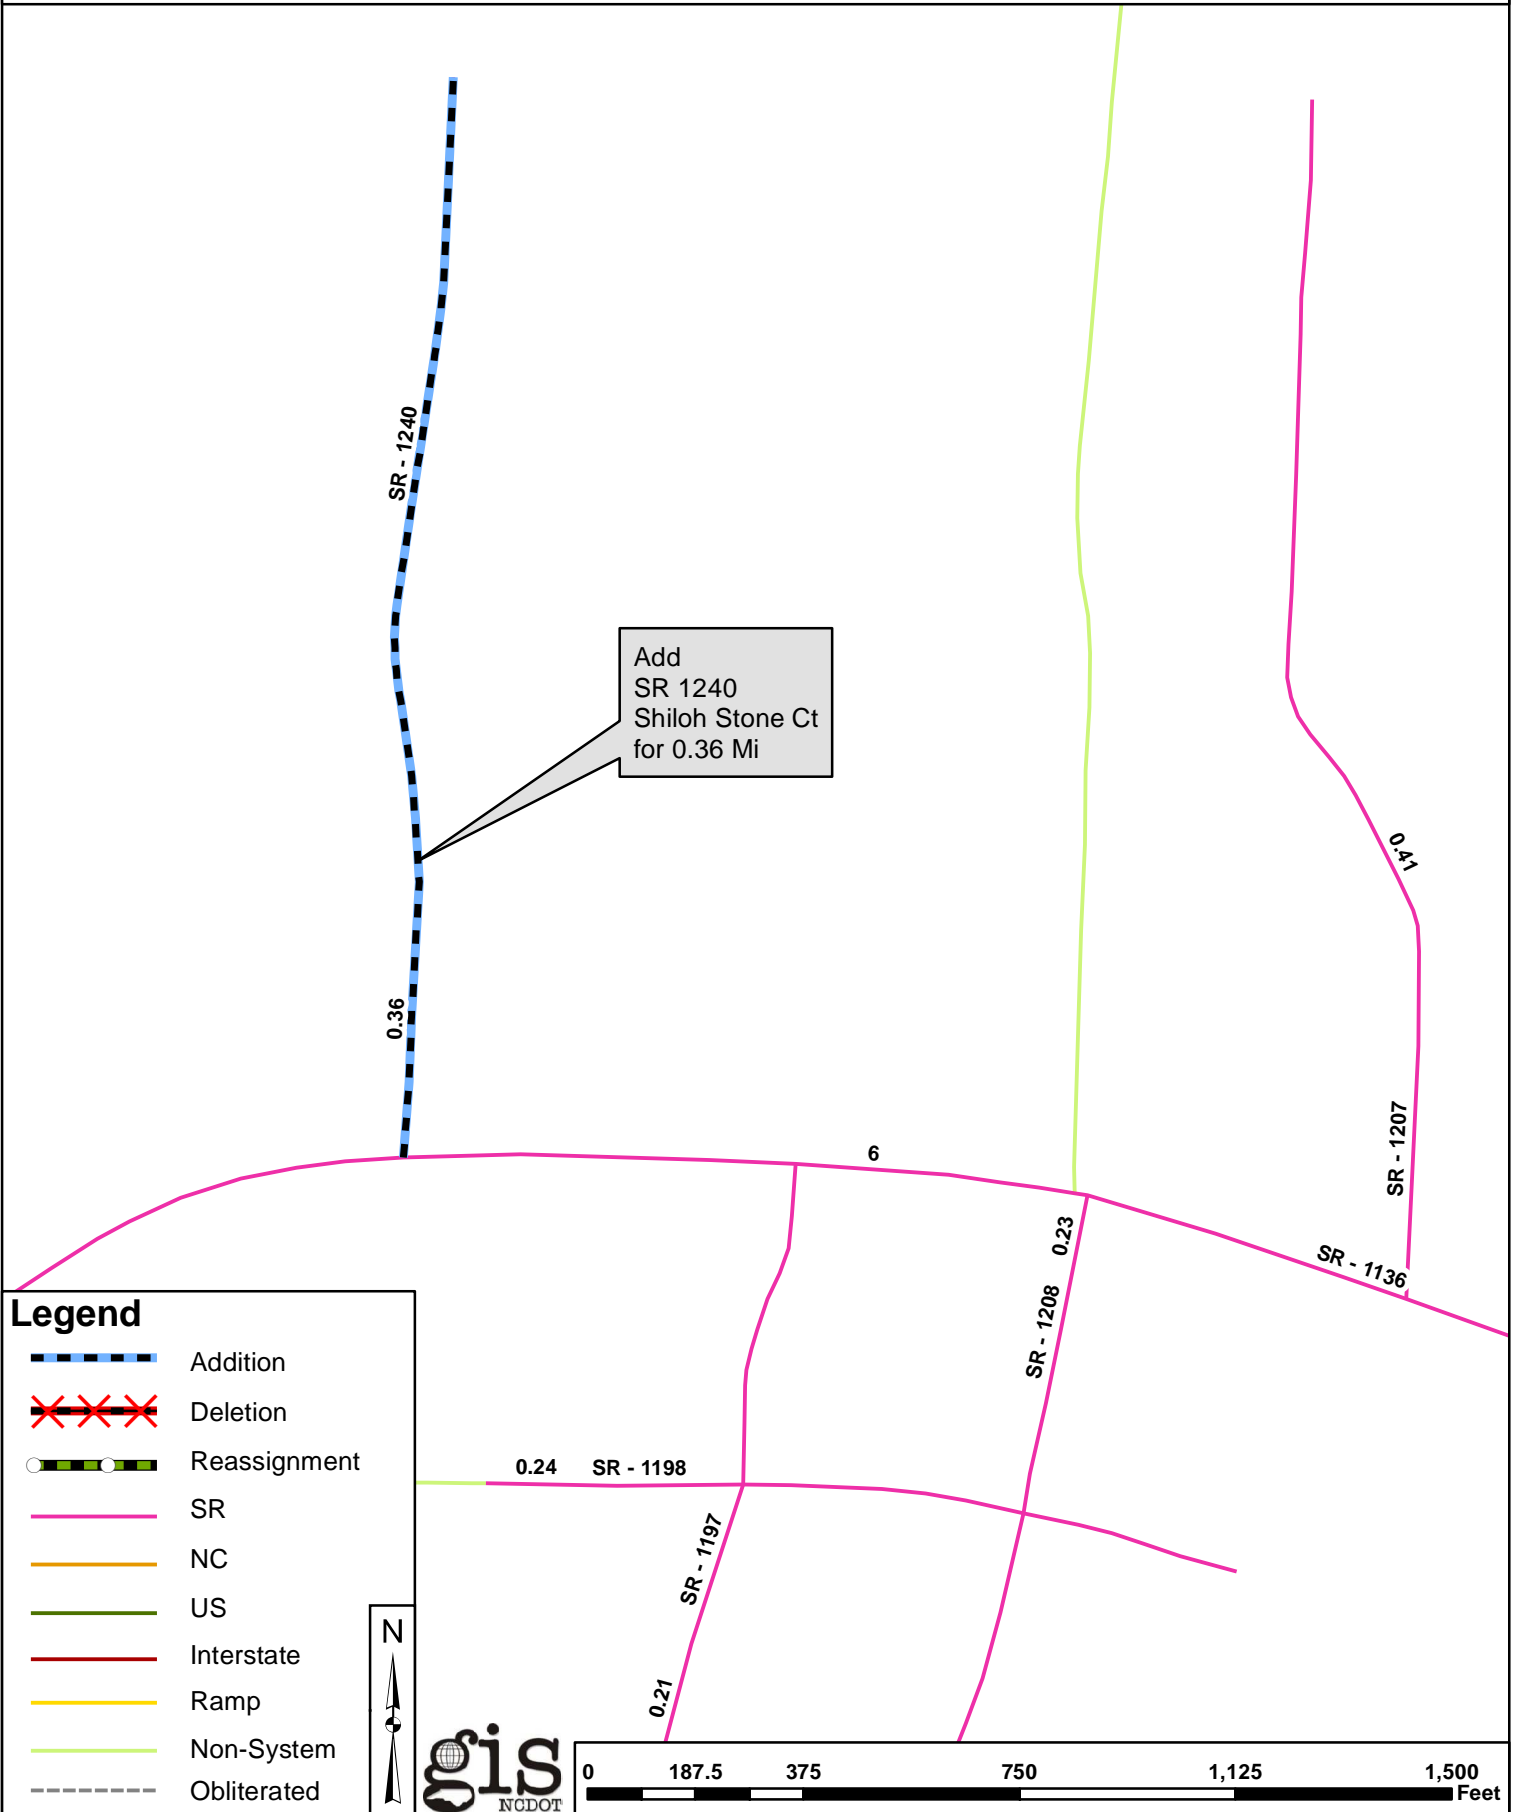 SR - 1240
Add
SR 1240
Shiloh Stone Ct
for 0.36 Mi
0.41
0.36
SR - 1207
6
0.23
SR - 1136
SR - 1208
Legend
Addition
Deletion
Reassignment
SR
NC
US
Interstate
Ramp
Non-System
Obliterated
0.24 SR - 1198
SR - 1197
0.21
N
gis
NCDOT
0 187.5 375 750 1,125 1,500
Feet